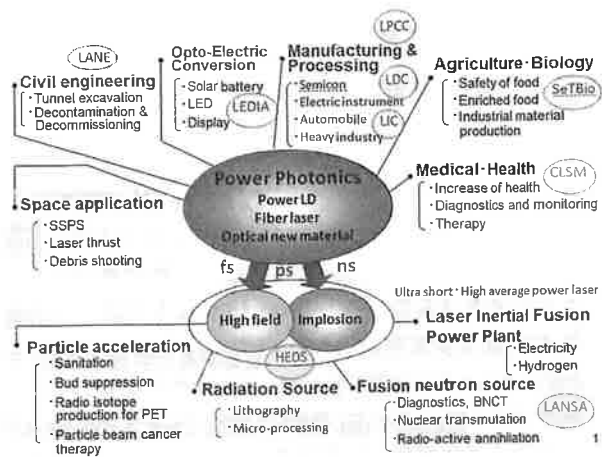 LPCC
LANE
Opto-Electric
Conversion
· Solar battery
· LED
· Display
LEDIA
Manufacturing &
Processing
· Semicon
· Electric instrument
· Automobile
· Heavy industry
LDC
LIC
Agriculture·Biology
· Safety of food
· Enriched food
· Industrial material
production
SeTBio
Civil engineering
· Tunnel excavation
· Decontamination &
Decommissioning
Power Photonics
Power LD
Fiber laser
Optical new material
Medical·Health
· Increase of health
· Diagnostics and monitoring
· Therapy
CLSM
Space application
· SSPS
· Laser thrust
· Debris shooting
fs
ps
ns
Ultra short · High average power laser
High field
Implosion
HEDS
Laser Inertial Fusion
Power Plant
· Electricity
· Hydrogen
Particle acceleration
· Sanitation
· Bud suppression
· Radio isotope
production for PET
· Particle beam cancer
therapy
Radiation Source
· Lithography
· Micro-processing
Fusion neutron source
· Diagnostics, BNCT
· Nuclear transmutation
· Radio-active annihilation
LANSA
1